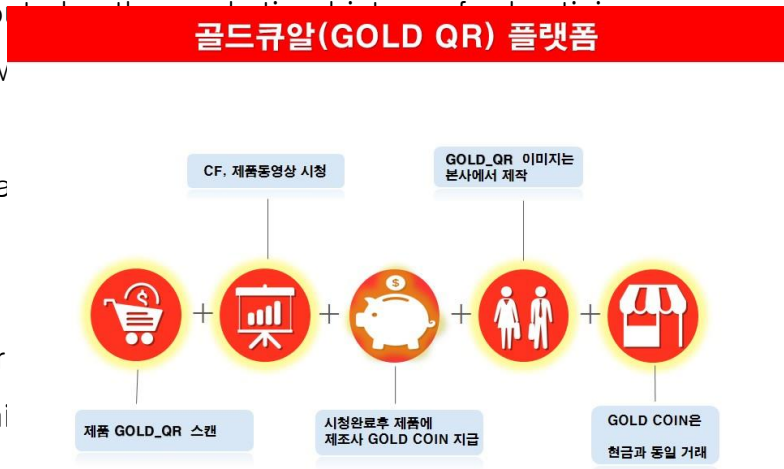 골드큐알(GOLD QR) 플랫폼
CF, 제품동영상 시청
GOLD_QR 이미지는
본사에서 제작
제품 GOLD_QR 스캔
시청완료후 제품에
제조사 GOLD COIN 지급
GOLD COIN은
현금과 동일 거래